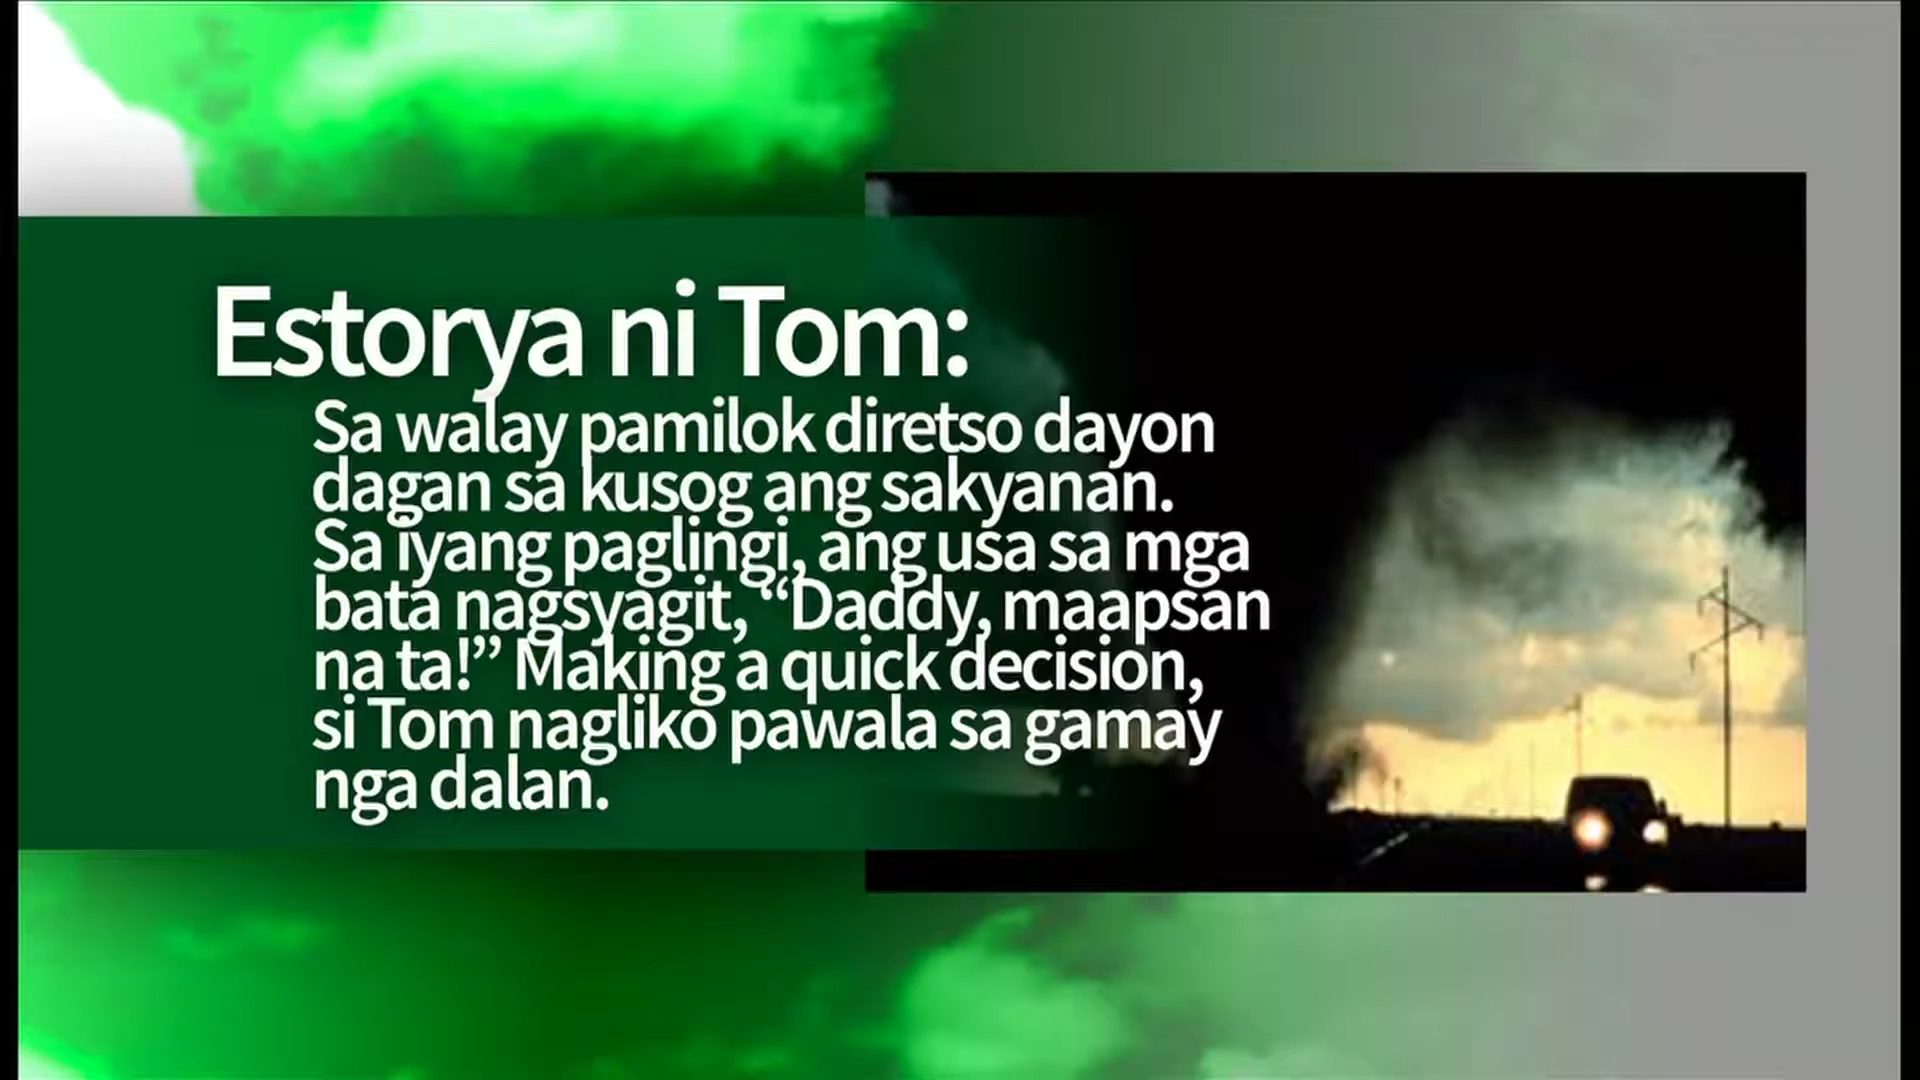 Estorya ni Tom:
Sa walay pamilok diretso dayon
dagan sa kusog ang sakyanan.
Sa iyang paglingi, ang usa sa mga
bata nagsyagit, “Daddy, maapsan
na ta!” Making a quick decision,
si Tom nagliko pawala sa gamay
nga dalan.